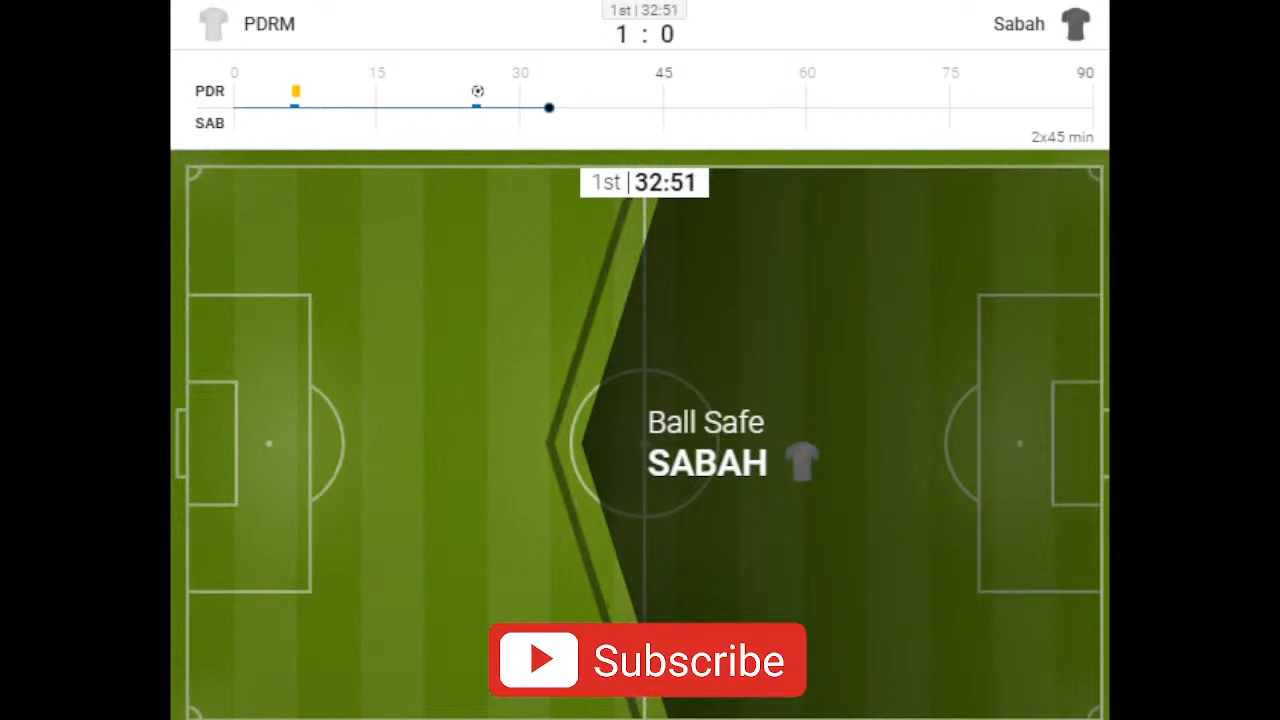 PDRM
1st | 32:51
1 : 0
Sabah
0 15 30 45 60 75 90
PDR
SAB
2x45 min
1st | 32:51
Ball Safe
SABAH
Subscribe